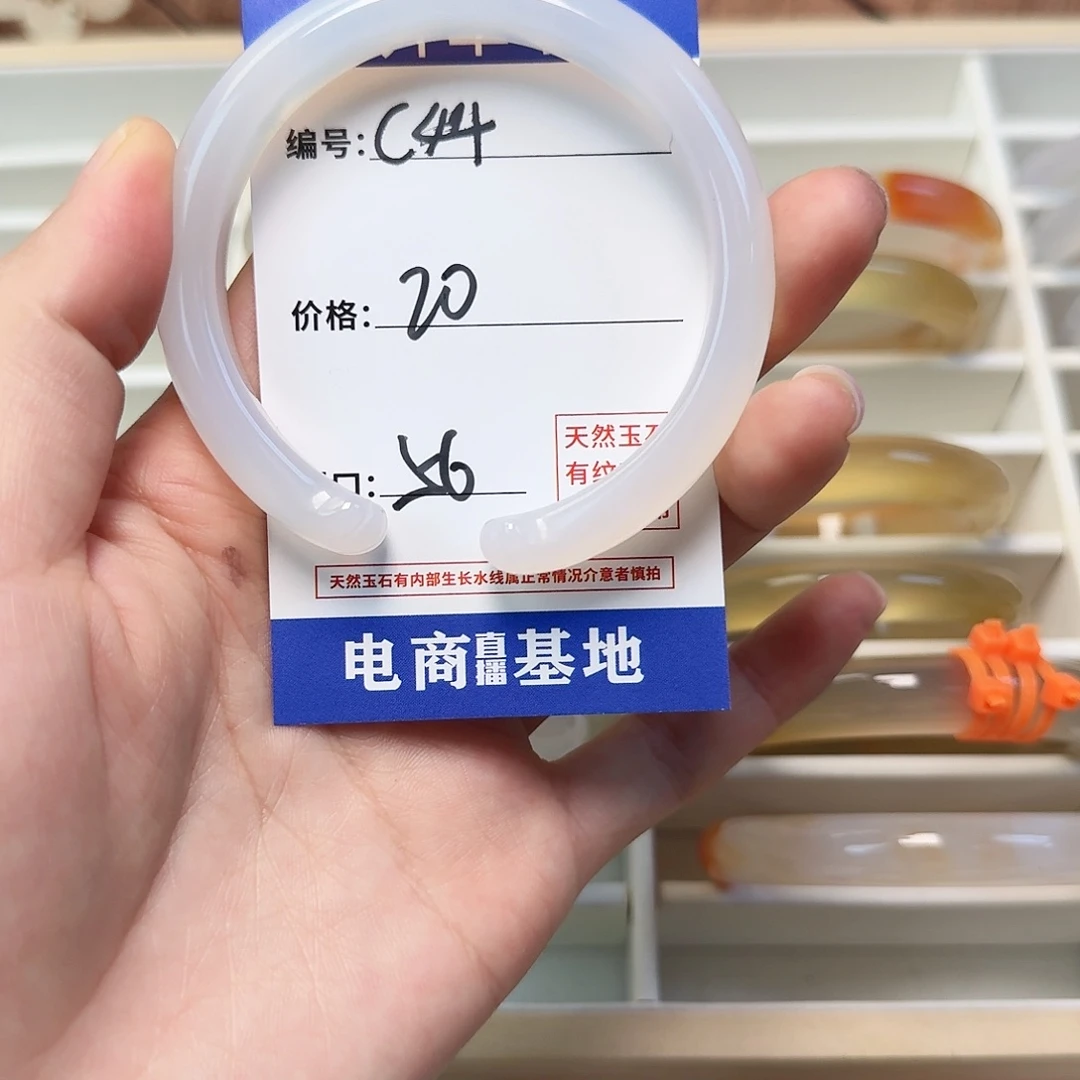 编号: C44
价格: 20
口: 56
天然玉石
有纹
天然玉石有内部生长水线属正常情况介意者慎拍
电商直播基地